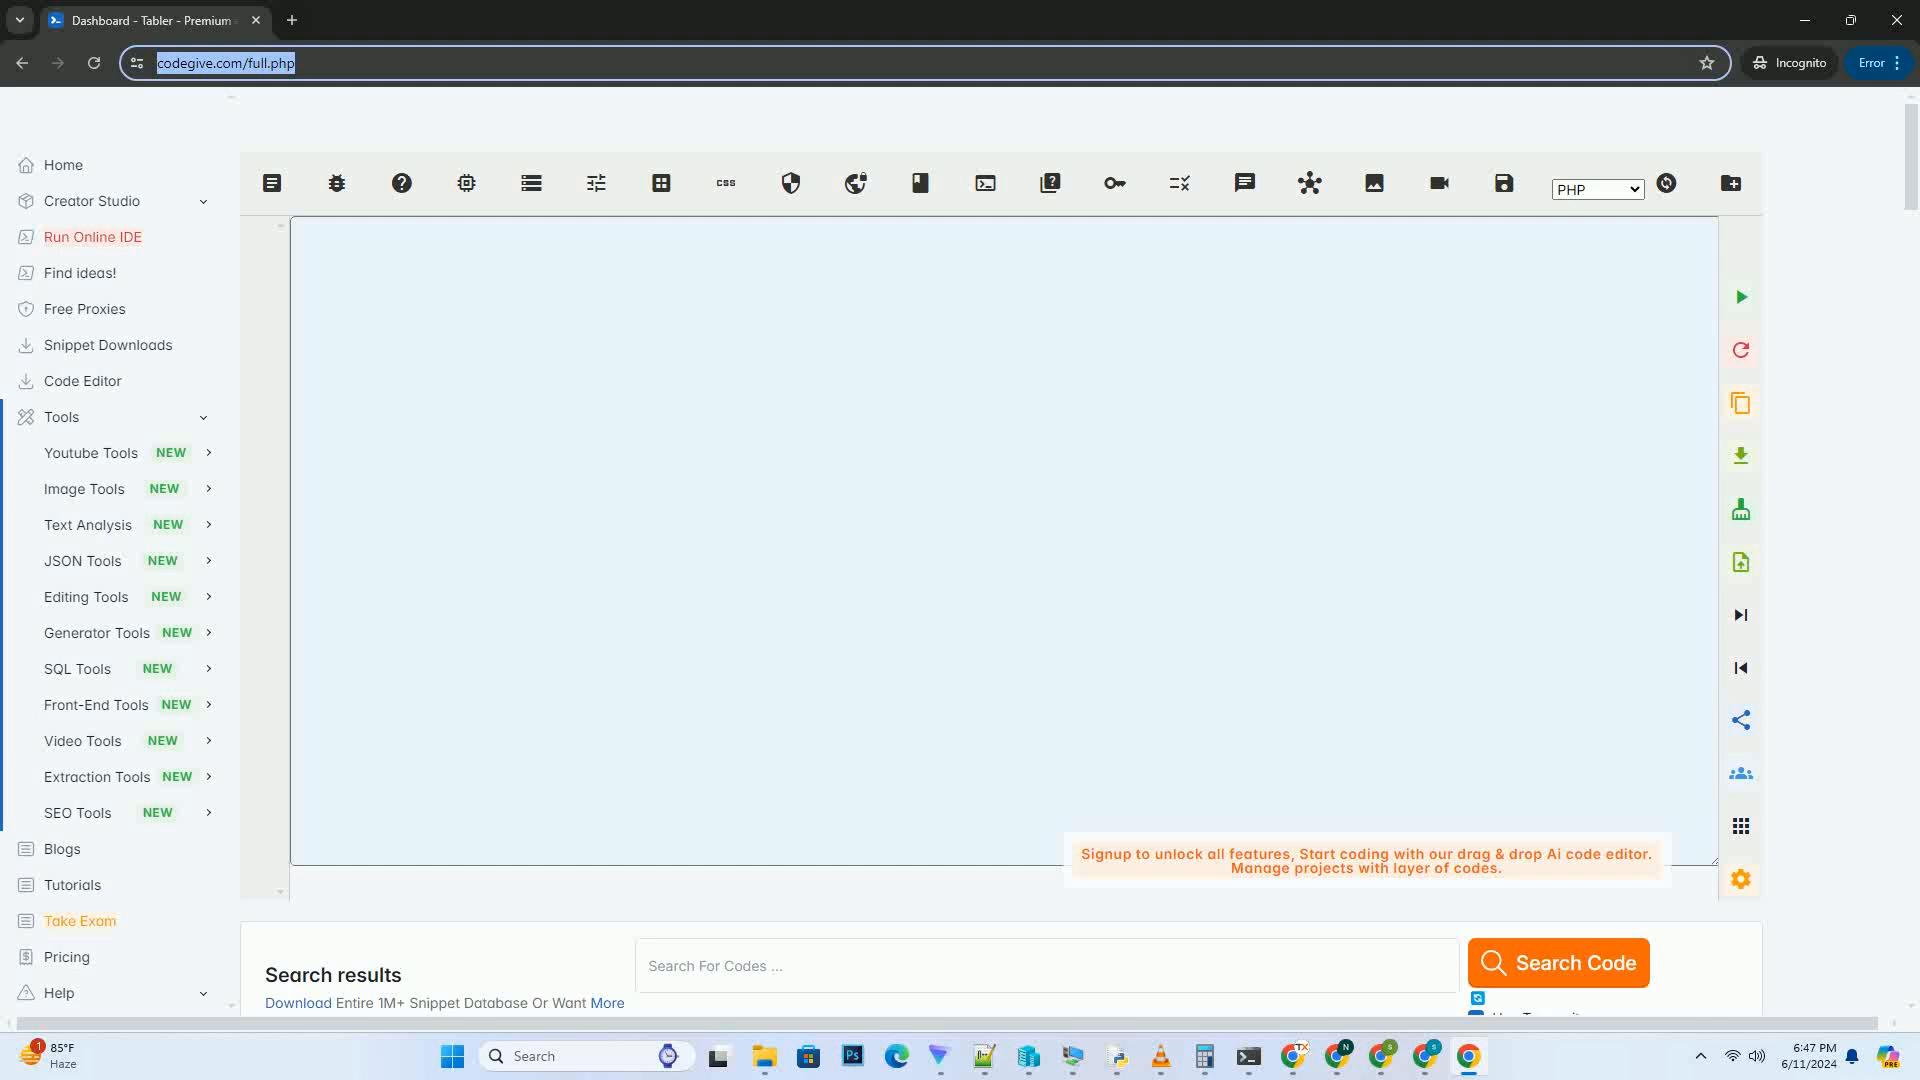 Dashboard - Tabler - Premium
codegive.com/full.php
Incognito
Error
Home
Creator Studio
Run Online IDE
Find ideas!
Free Proxies
Snippet Downloads
Code Editor
Tools
Youtube Tools NEW
Image Tools NEW
Text Analysis NEW
JSON Tools NEW
Editing Tools NEW
Generator Tools NEW
SQL Tools NEW
Front-End Tools NEW
Video Tools NEW
Extraction Tools NEW
SEO Tools NEW
Blogs
Tutorials
Take Exam
Pricing
Help
css
PHP
Signup to unlock all features, Start coding with our drag & drop Ai code editor.
Manage projects with layer of codes.
Search results
Download Entire 1M+ Snippet Database Or Want More
Search For Codes ...
Search Code
1
85°F
Haze
Search
Ps
TX
N
S
S
6:47 PM
6/11/2024
PRE